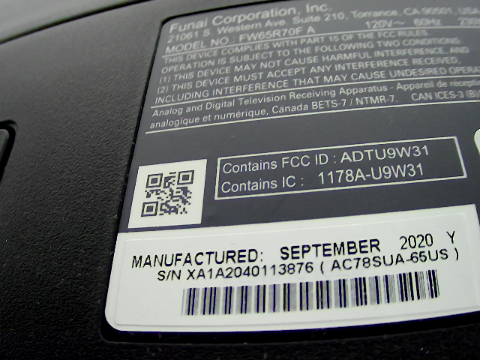 Funai Corporation, Inc.
21061 S. Western Ave. Suite 210, Torrance, CA 90501, USA
MODEL NO.: FW65R70F A 120V~ 60Hz 230
THIS DEVICE COMPLIES WITH PART 15 OF THE FCC RULES.
OPERATION IS SUBJECT TO THE FOLLOWING TWO CONDITIONS
(1) THIS DEVICE MAY NOT CAUSE HARMFUL INTERFERENCE, AND
(2) THIS DEVICE MUST ACCEPT ANY INTERFERENCE RECEIVED,
INCLUDING INTERFERENCE THAT MAY CAUSE UNDESIRED
Analog and Digital Television Receiving Apparatus - Appareil de récept
analogique et numérique, Canada BETS-7 / NTMR-7. CAN ICES-3 (B
Contains FCC ID : ADTU9W31
Contains IC : 1178A-U9W31
MANUFACTURED: SEPTEMBER 2020 Y
S/N XA1A2040113876 ( AC78SUA-65US )